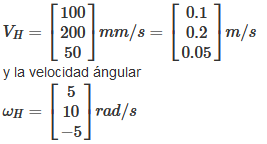 V_H = [100 200 50] mm/s = [0.1 0.2 0.05] m/s
y la velocidad ángular
ω_H = [5 10 −5] rad/s